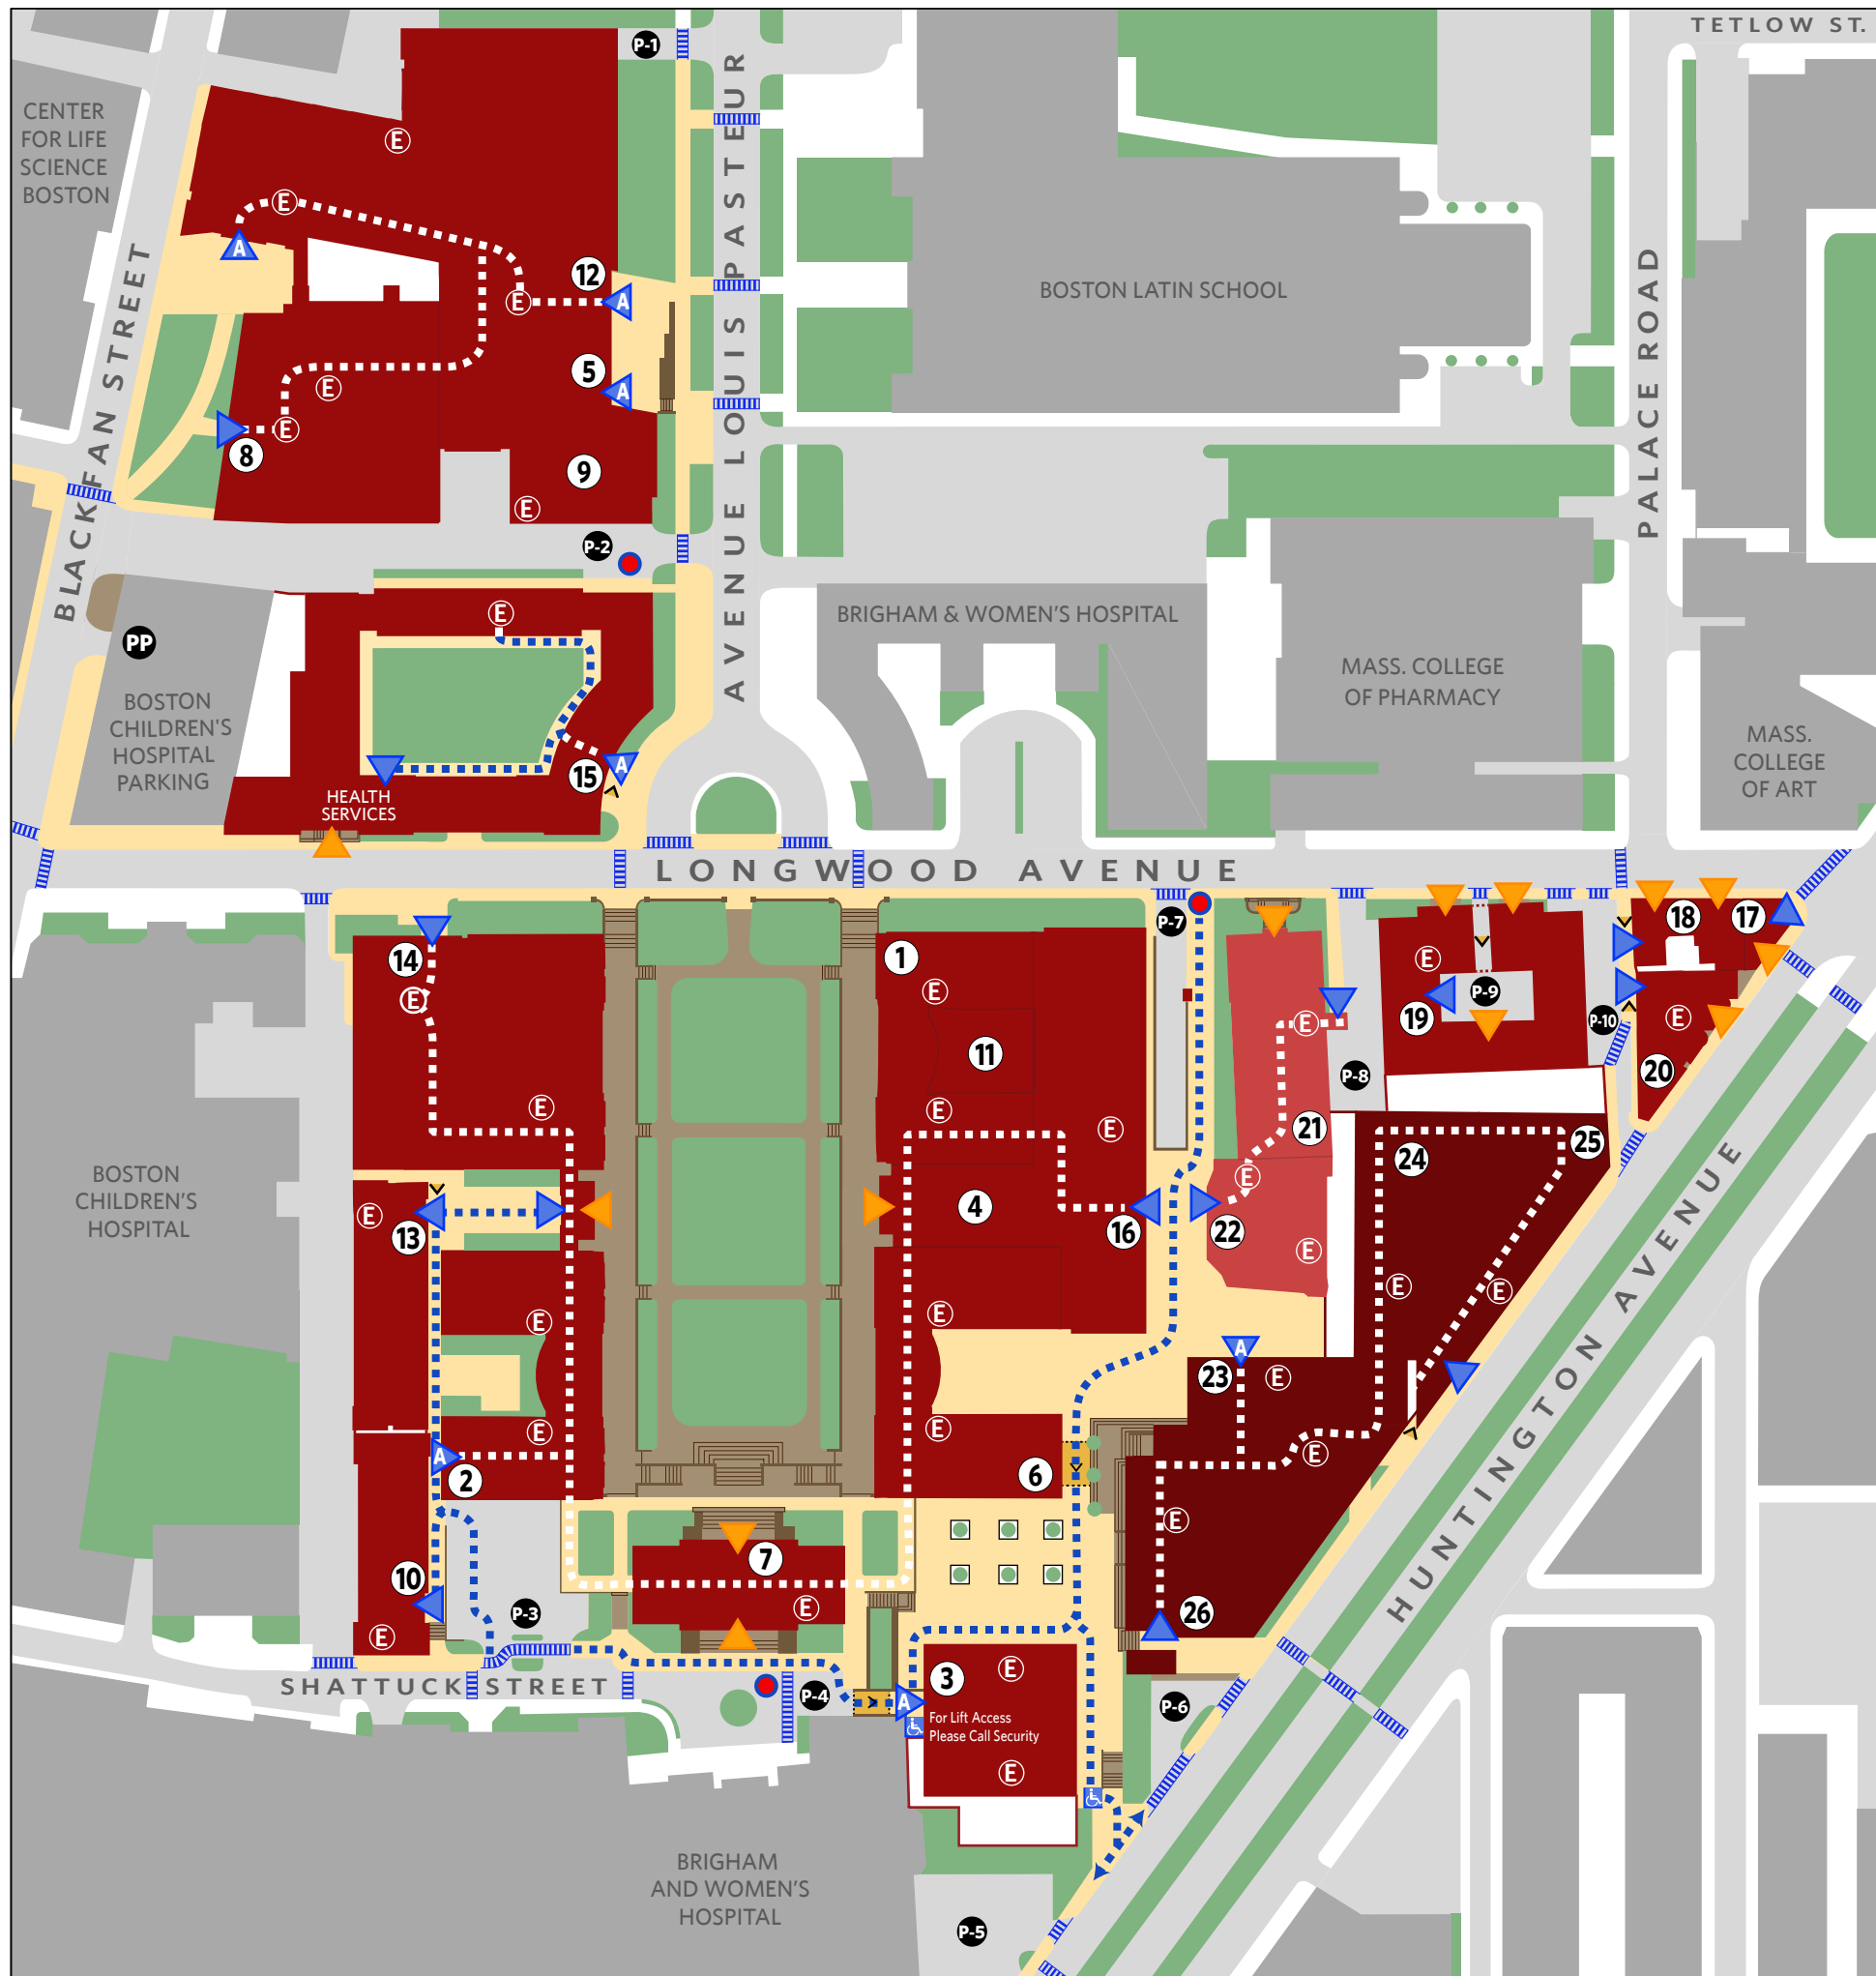 TETLOW ST.
P-1
CENTER
FOR LIFE
SCIENCE
BOSTON
E
E
A
12
E
A
5
A
E
E
8
9
E
P-2
BLACKFAN STREET
AVENUE LOUIS PASTEUR
BOSTON LATIN SCHOOL
PALACE ROAD
BRIGHAM & WOMEN'S HOSPITAL
MASS. COLLEGE
OF PHARMACY
MASS.
COLLEGE
OF ART
PP
BOSTON
CHILDREN'S
HOSPITAL
PARKING
E
15
A
HEALTH
SERVICES
LONGWOOD AVENUE
14
E
E
1
E
11
E
E
P-7
E
21
P-8
E
19
P-9
P-10
18
17
E
20
BOSTON
CHILDREN'S
HOSPITAL
E
13
E
E
A
2
4
16
E
E
6
E
22
E
24
25
E
E
A
23
E
E
E
26
HUNTINGTON AVENUE
10
E
P-3
7
E
SHATTUCK STREET
P-4
A
3
E
For Lift Access
Please Call Security
E
P-6
BRIGHAM
AND WOMEN'S
HOSPITAL
P-5